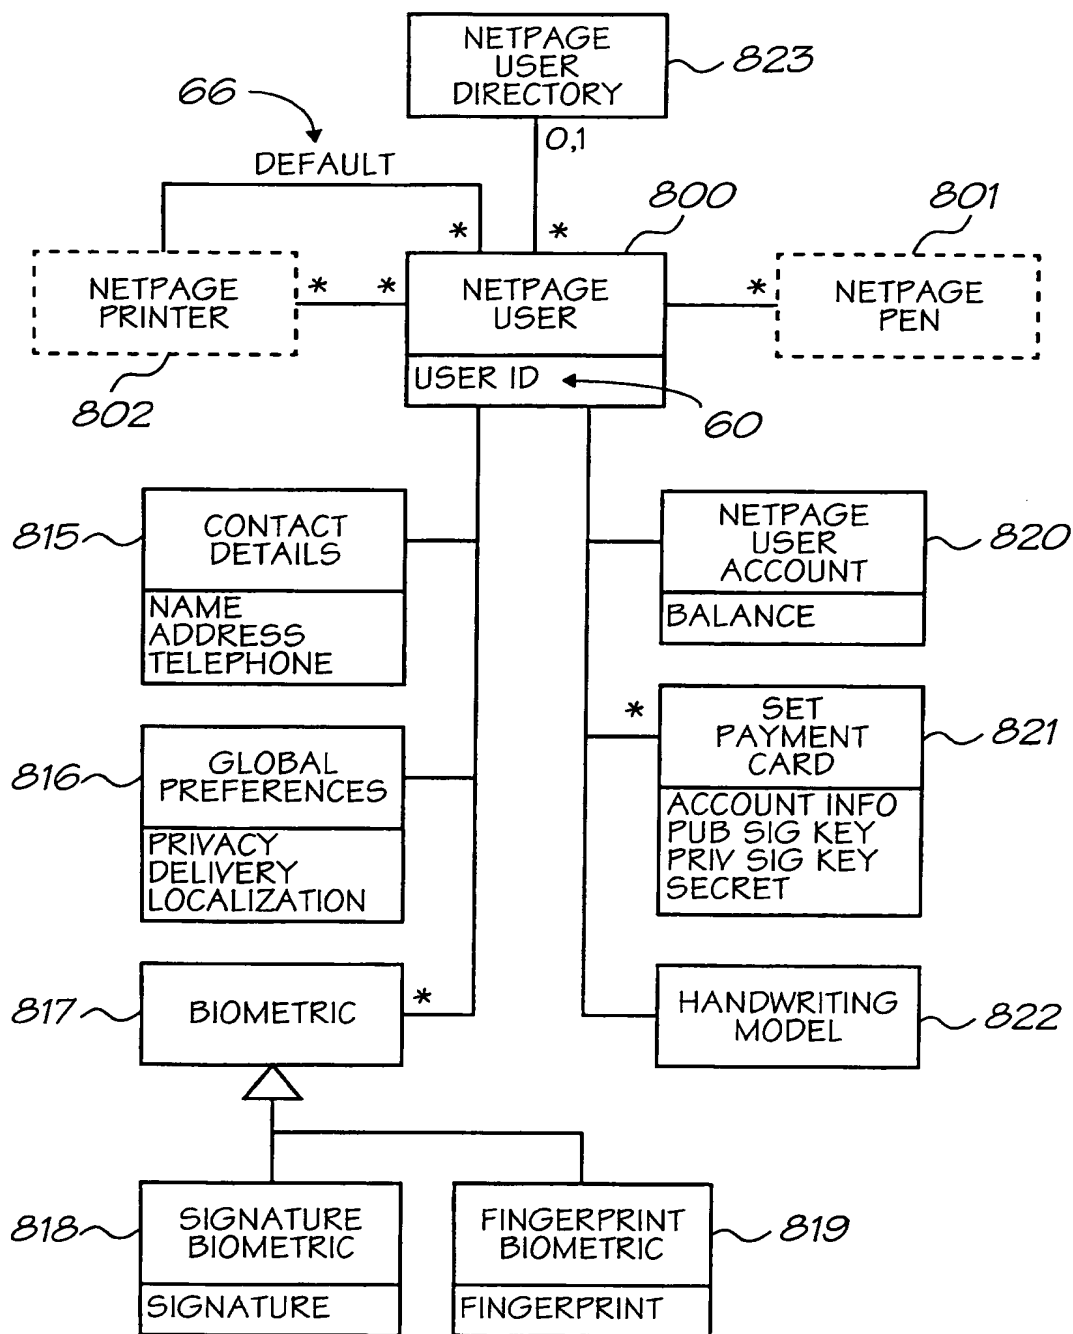 NETPAGE
USER
DIRECTORY
823
66
0,1
DEFAULT
800
801
*
*
NETPAGE
PRINTER
*
*
NETPAGE
USER
*
NETPAGE
PEN
802
USER ID
60
815
CONTACT
DETAILS
NAME
ADDRESS
TELEPHONE
NETPAGE
USER
ACCOUNT
820
BALANCE
816
GLOBAL
PREFERENCES
PRIVACY
DELIVERY
LOCALIZATION
*
SET
PAYMENT
CARD
821
ACCOUNT INFO
PUB SIG KEY
PRIV SIG KEY
SECRET
817
BIOMETRIC
*
HANDWRITING
MODEL
822
818
SIGNATURE
BIOMETRIC
SIGNATURE
FINGERPRINT
BIOMETRIC
819
FINGERPRINT